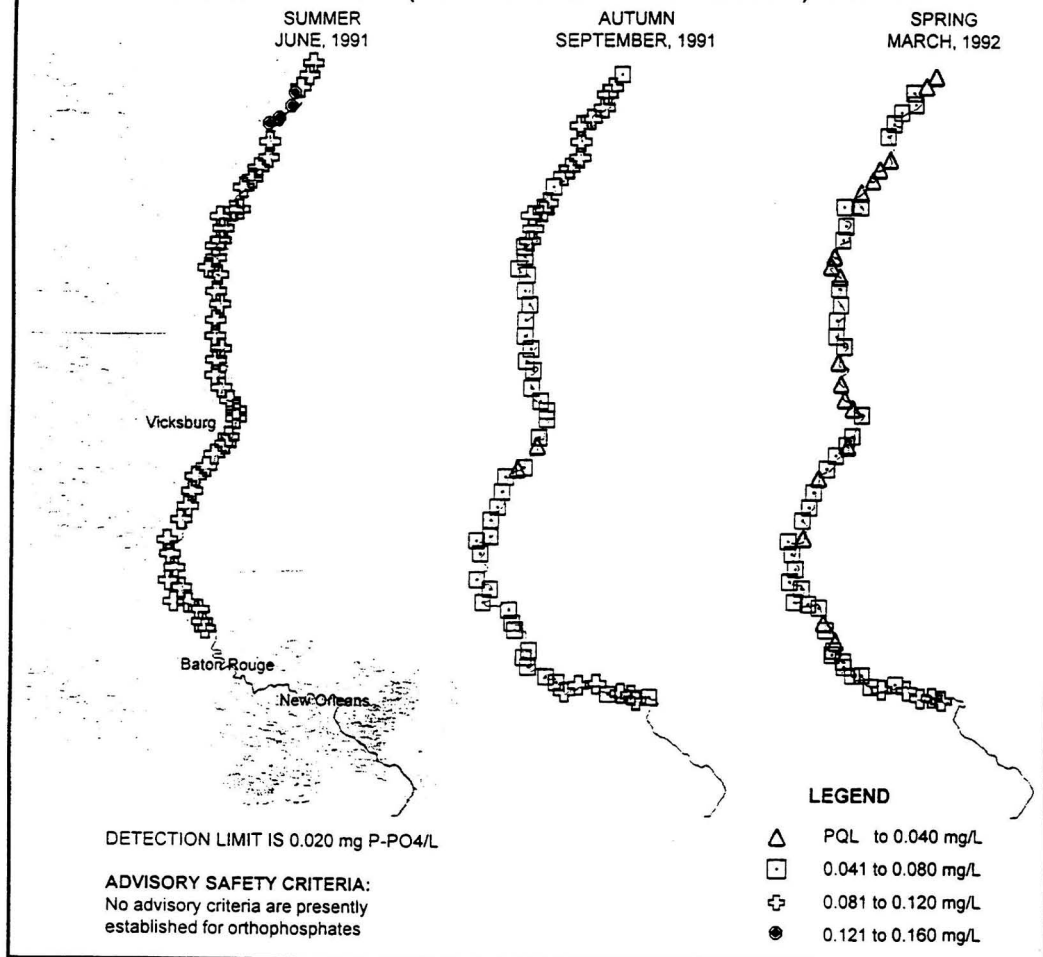 SUMMER
JUNE, 1991
AUTUMN
SEPTEMBER, 1991
SPRING
MARCH, 1992
Vicksburg
Baton Rouge
New Orleans
DETECTION LIMIT IS 0.020 mg P-PO4/L
ADVISORY SAFETY CRITERIA:
No advisory criteria are presently
established for orthophosphates
LEGEND
PQL to 0.040 mg/L
0.041 to 0.080 mg/L
0.081 to 0.120 mg/L
0.121 to 0.160 mg/L